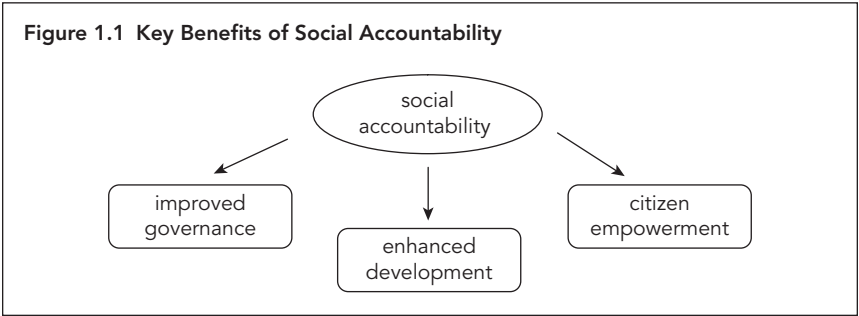 Figure 1.1 Key Benefits of Social Accountability
social
accountability
improved
governance
enhanced
development
citizen
empowerment